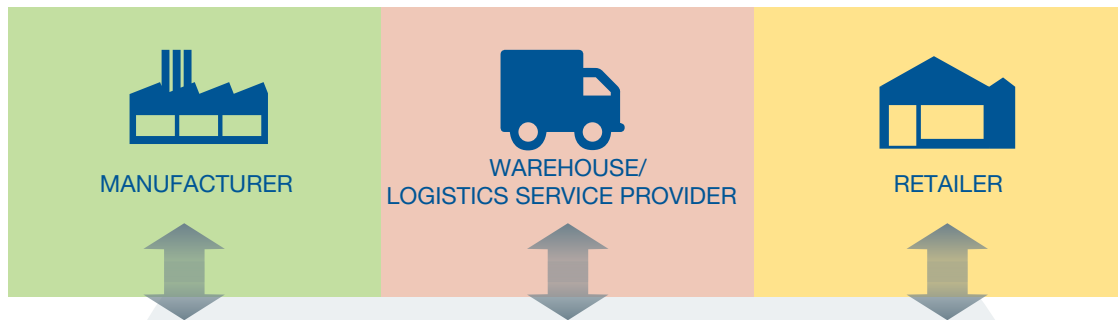 MANUFACTURER
WAREHOUSE/
LOGISTICS SERVICE PROVIDER
RETAILER